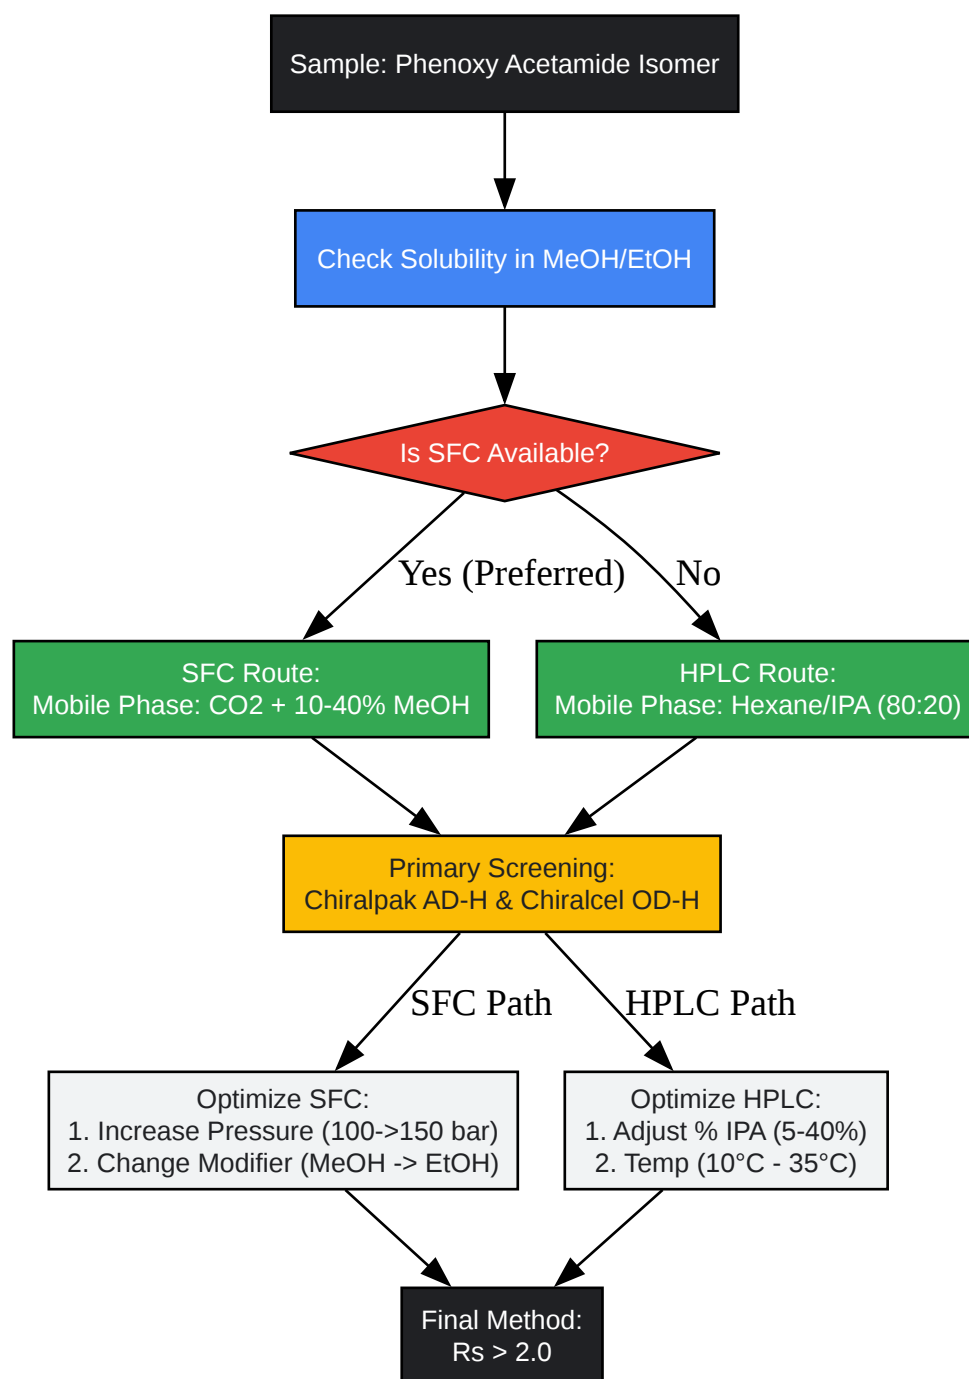 Sample: Phenoxy Acetamide Isomer
Check Solubility in MeOH/EtOH
Is SFC Available?
Yes (Preferred)
No
SFC Route:
Mobile Phase: CO2 + 10-40% MeOH
HPLC Route:
Mobile Phase: Hexane/IPA (80:20)
Primary Screening:
Chiralpak AD-H & Chiralcel OD-H
SFC Path
HPLC Path
Optimize SFC:
1. Increase Pressure (100->150 bar)
2. Change Modifier (MeOH -> EtOH)
Optimize HPLC:
1. Adjust % IPA (5-40%)
2. Temp (10°C - 35°C)
Final Method:
Rs > 2.0